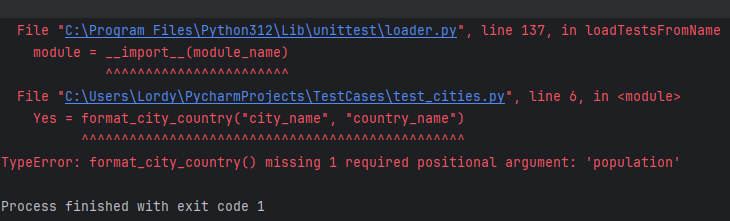 File "C:\Program Files\Python312\Lib\unittest\loader.py", line 137, in loadTestsFromName
module = __import__(module_name)
^^^^^^^^^^^^^^^^^^^^^^^
File "C:\Users\Lordy\PycharmProjects\TestCases\test_cities.py", line 6, in <module>
Yes = format_city_country("city_name", "country_name")
^^^^^^^^^^^^^^^^^^^^^^^^^^^^^^^^^^^^^^^^^^^^^^^^
TypeError: format_city_country() missing 1 required positional argument: 'population'
Process finished with exit code 1